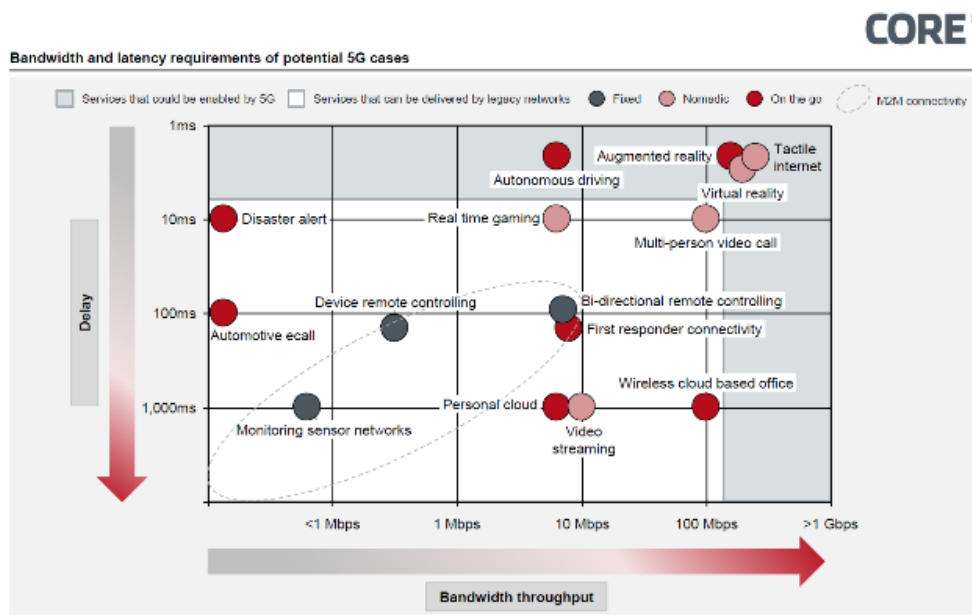 CORE
Bandwidth and latency requirements of potential 5G cases
Services that could be enabled by 5G
Services that can be delivered by legacy networks
Fixed
Nomadic
On the go
M2M connectivity
1ms
Augmented reality
Tactile
internet
Autonomous driving
Virtual reality
10ms
Disaster alert
Real time gaming
Multi-person video call
Delay
Device remote controlling
Bi-directional remote controlling
100ms
First responder connectivity
Automotive ecall
Wireless cloud based office
1,000ms
Personal cloud
Monitoring sensor networks
Video
streaming
<1 Mbps
1 Mbps
10 Mbps
100 Mbps
>1 Gbps
Bandwidth throughput